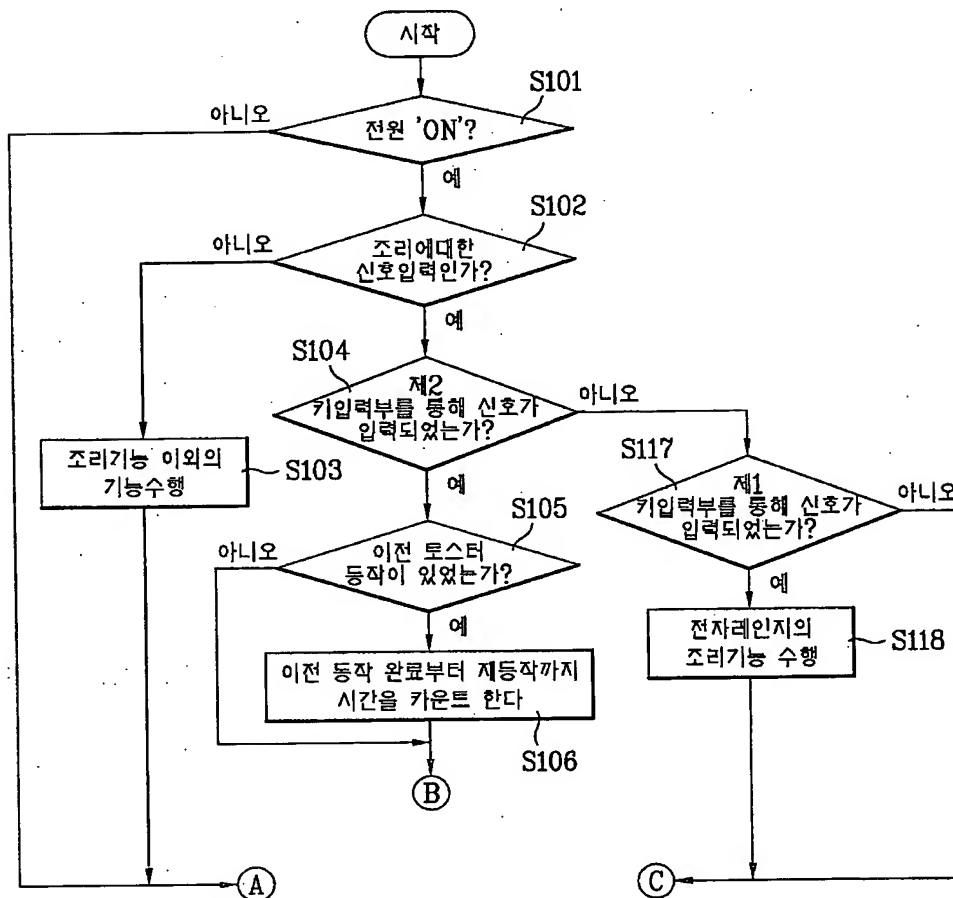 시작
S101
아니오
전원 'ON'?
예
S102
아니오
조리에대한
신호입력인가?
예
S104
제2
키입력부를 통해 신호가
입력되었는가?
아니오
예
조리기능 이외의
기능수행
S103
S117
제1
키입력부를 통해 신호가
입력되었는가?
아니오
예
S105
아니오
이전 토스터
동작이 있었는가?
예
전자레인지의
조리기능 수행
S118
이전 동작 완료부터 재동작까지
시간을 카운트 한다
S106
B
A
C